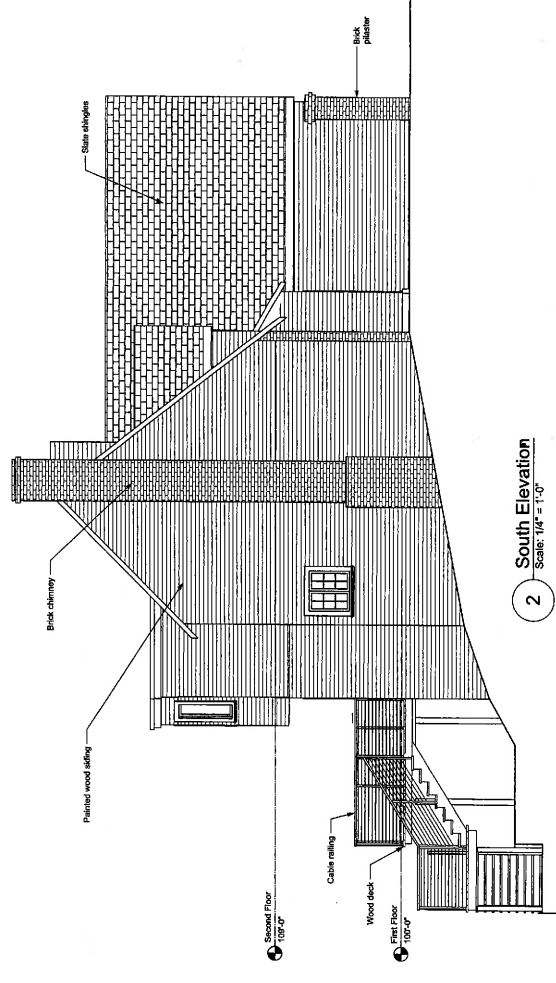 Brick
pilaster
Slate shingles
Brick chimney
Painted wood siding
Cable railing
Wood deck
Second Floor
109'-0"
First Floor
100'-0"
2
South Elevation
Scale: 1/4" = 1'-0"